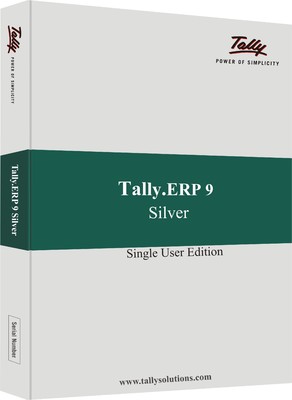 Tally
POWER OF SIMPLICITY
Tally.ERP 9 Silver
Serial Number
Tally
POWER OF SIMPLICITY
Tally.ERP 9
Silver
Single User Edition
www.tallysolutions.com